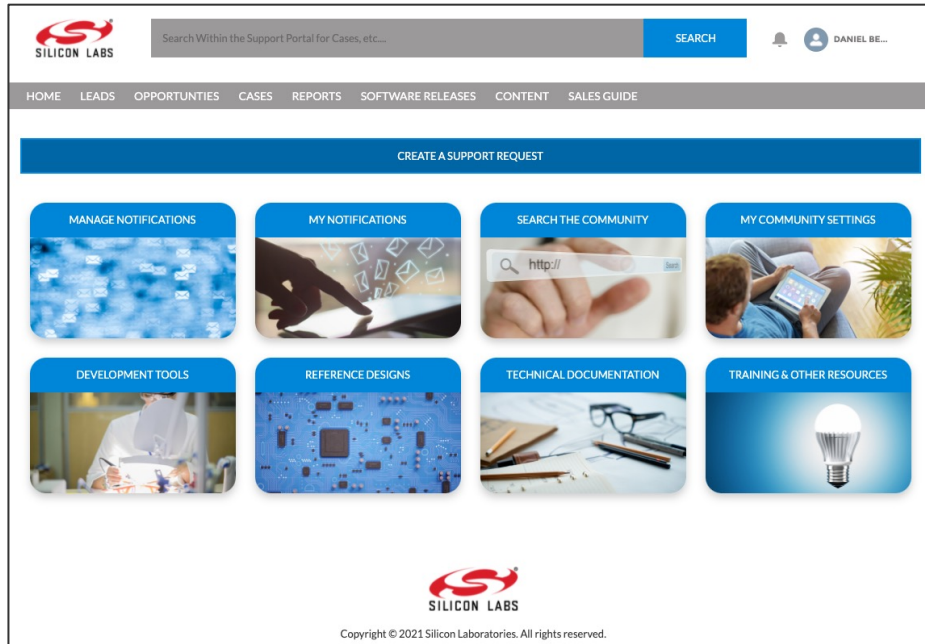 SILICON LABS
Search Within the Support Portal for Cases, etc....
SEARCH
DANIEL BE...
HOME LEADS OPPORTUNTIES CASES REPORTS SOFTWARE RELEASES CONTENT SALES GUIDE
CREATE A SUPPORT REQUEST
MANAGE NOTIFICATIONS
MY NOTIFICATIONS
SEARCH THE COMMUNITY
MY COMMUNITY SETTINGS
http://
Search
DEVELOPMENT TOOLS
REFERENCE DESIGNS
TECHNICAL DOCUMENTATION
TRAINING & OTHER RESOURCES
SILICON LABS
Copyright © 2021 Silicon Laboratories. All rights reserved.